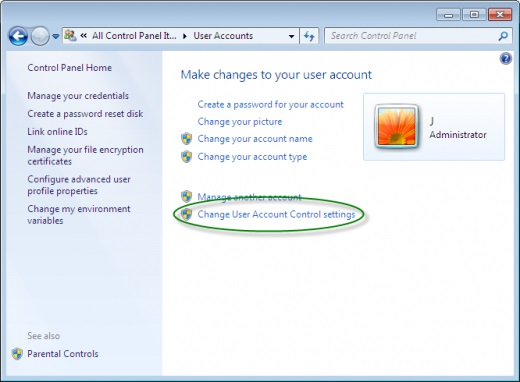 « All Control Panel It... ▸ User Accounts
Search Control Panel
Control Panel Home
Manage your credentials
Create a password reset disk
Link online IDs
Manage your file encryption
certificates
Configure advanced user
profile properties
Change my environment
variables
See also
Parental Controls
Make changes to your user account
Create a password for your account
Change your picture
Change your account name
Change your account type
Manage another account
Change User Account Control settings
J
Administrator